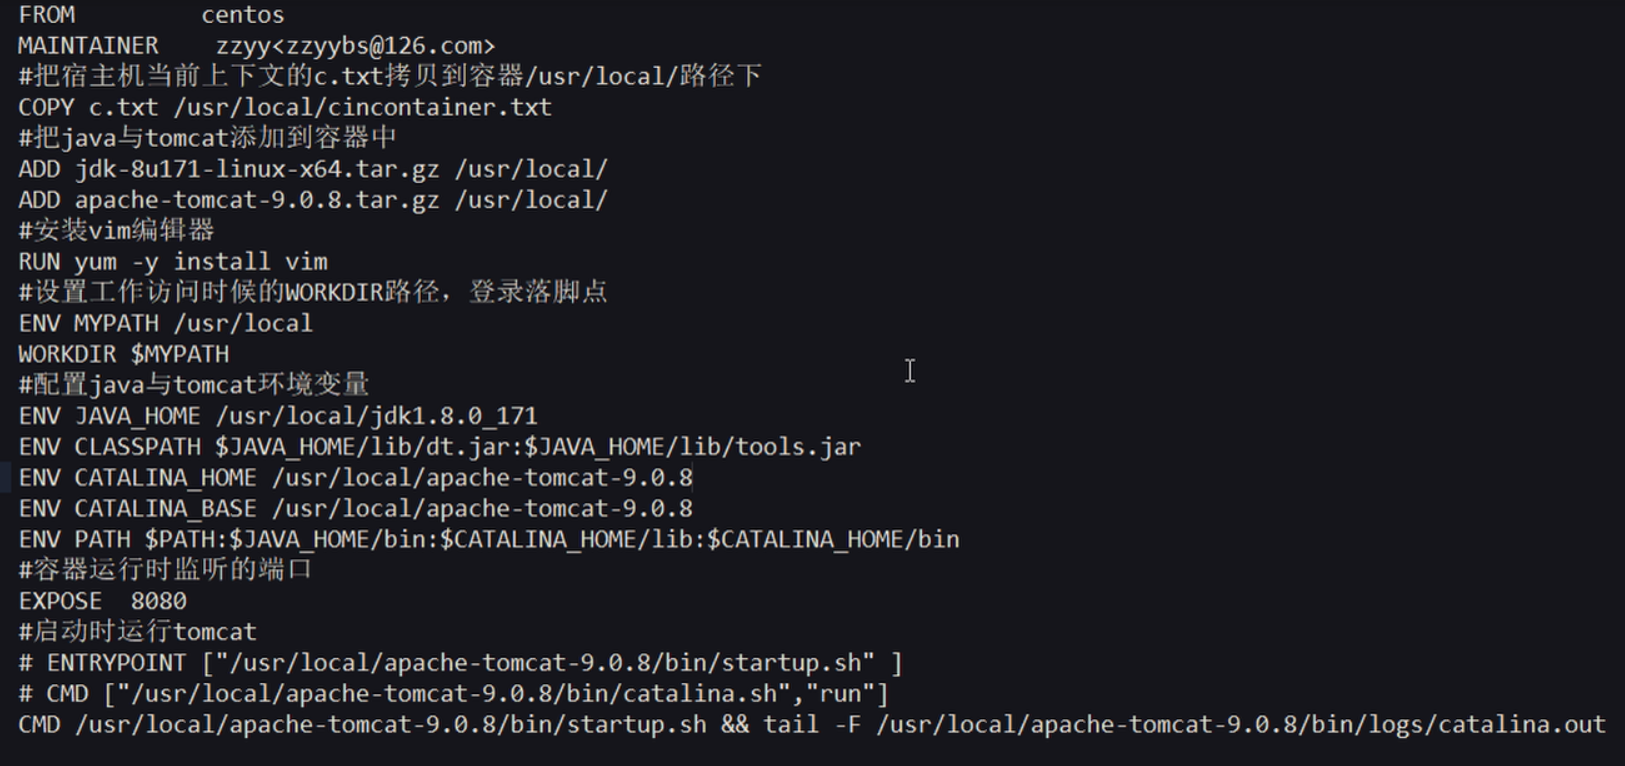 FROM         centos
MAINTAINER    zzyy<zzyybs@126.com>
#把宿主机当前上下文的c.txt拷贝到容器/usr/local/路径下
COPY c.txt /usr/local/cincontainer.txt
#把java与tomcat添加到容器中
ADD jdk-8u171-linux-x64.tar.gz /usr/local/
ADD apache-tomcat-9.0.8.tar.gz /usr/local/
#安装vim编辑器
RUN yum -y install vim
#设置工作访问时候的WORKDIR路径，登录落脚点
ENV MYPATH /usr/local
WORKDIR $MYPATH
#配置java与tomcat环境变量
ENV JAVA_HOME /usr/local/jdk1.8.0_171
ENV CLASSPATH $JAVA_HOME/lib/dt.jar:$JAVA_HOME/lib/tools.jar
ENV CATALINA_HOME /usr/local/apache-tomcat-9.0.8
ENV CATALINA_BASE /usr/local/apache-tomcat-9.0.8
ENV PATH $PATH:$JAVA_HOME/bin:$CATALINA_HOME/lib:$CATALINA_HOME/bin
#容器运行时监听的端口
EXPOSE  8080
#启动时运行tomcat
# ENTRYPOINT ["/usr/local/apache-tomcat-9.0.8/bin/startup.sh" ]
# CMD ["/usr/local/apache-tomcat-9.0.8/bin/catalina.sh","run"]
CMD /usr/local/apache-tomcat-9.0.8/bin/startup.sh && tail -F /usr/local/apache-tomcat-9.0.8/bin/logs/catalina.out